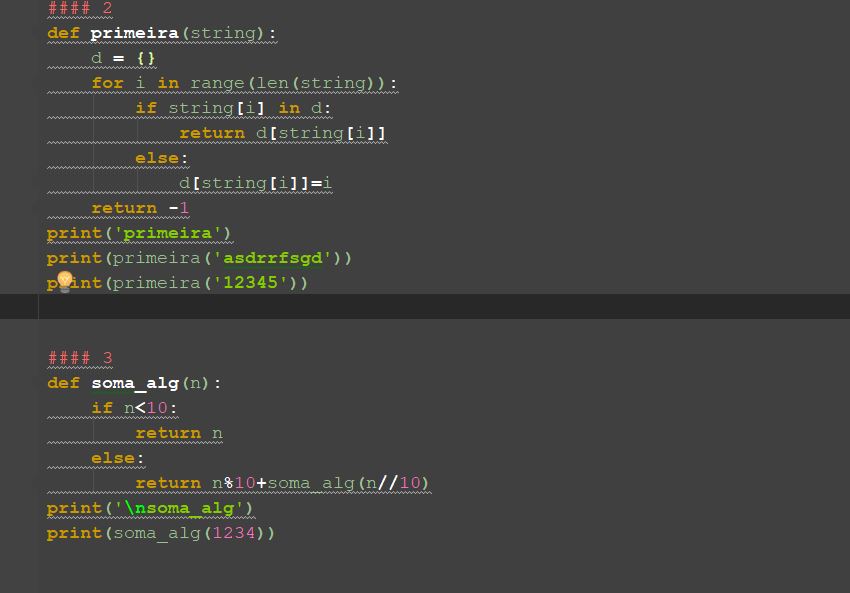 #### 2
def primeira(string):
    d = {}
    for i in range(len(string)):
        if string[i] in d:
            return d[string[i]]
        else:
            d[string[i]]=i
    return -1
print('primeira')
print(primeira('asdrrfsgd'))
print(primeira('12345'))
#### 3
def soma_alg(n):
    if n<10:
        return n
    else:
        return n%10+soma_alg(n//10)
print('\nsoma_alg')
print(soma_alg(1234))